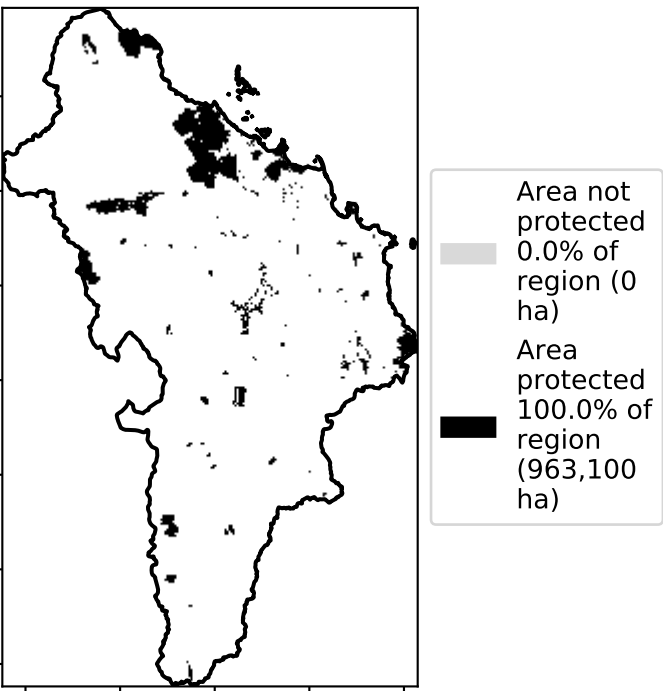 Area not
protected
0.0% of
region (0
ha)
Area
protected
100.0% of
region
(963,100
ha)